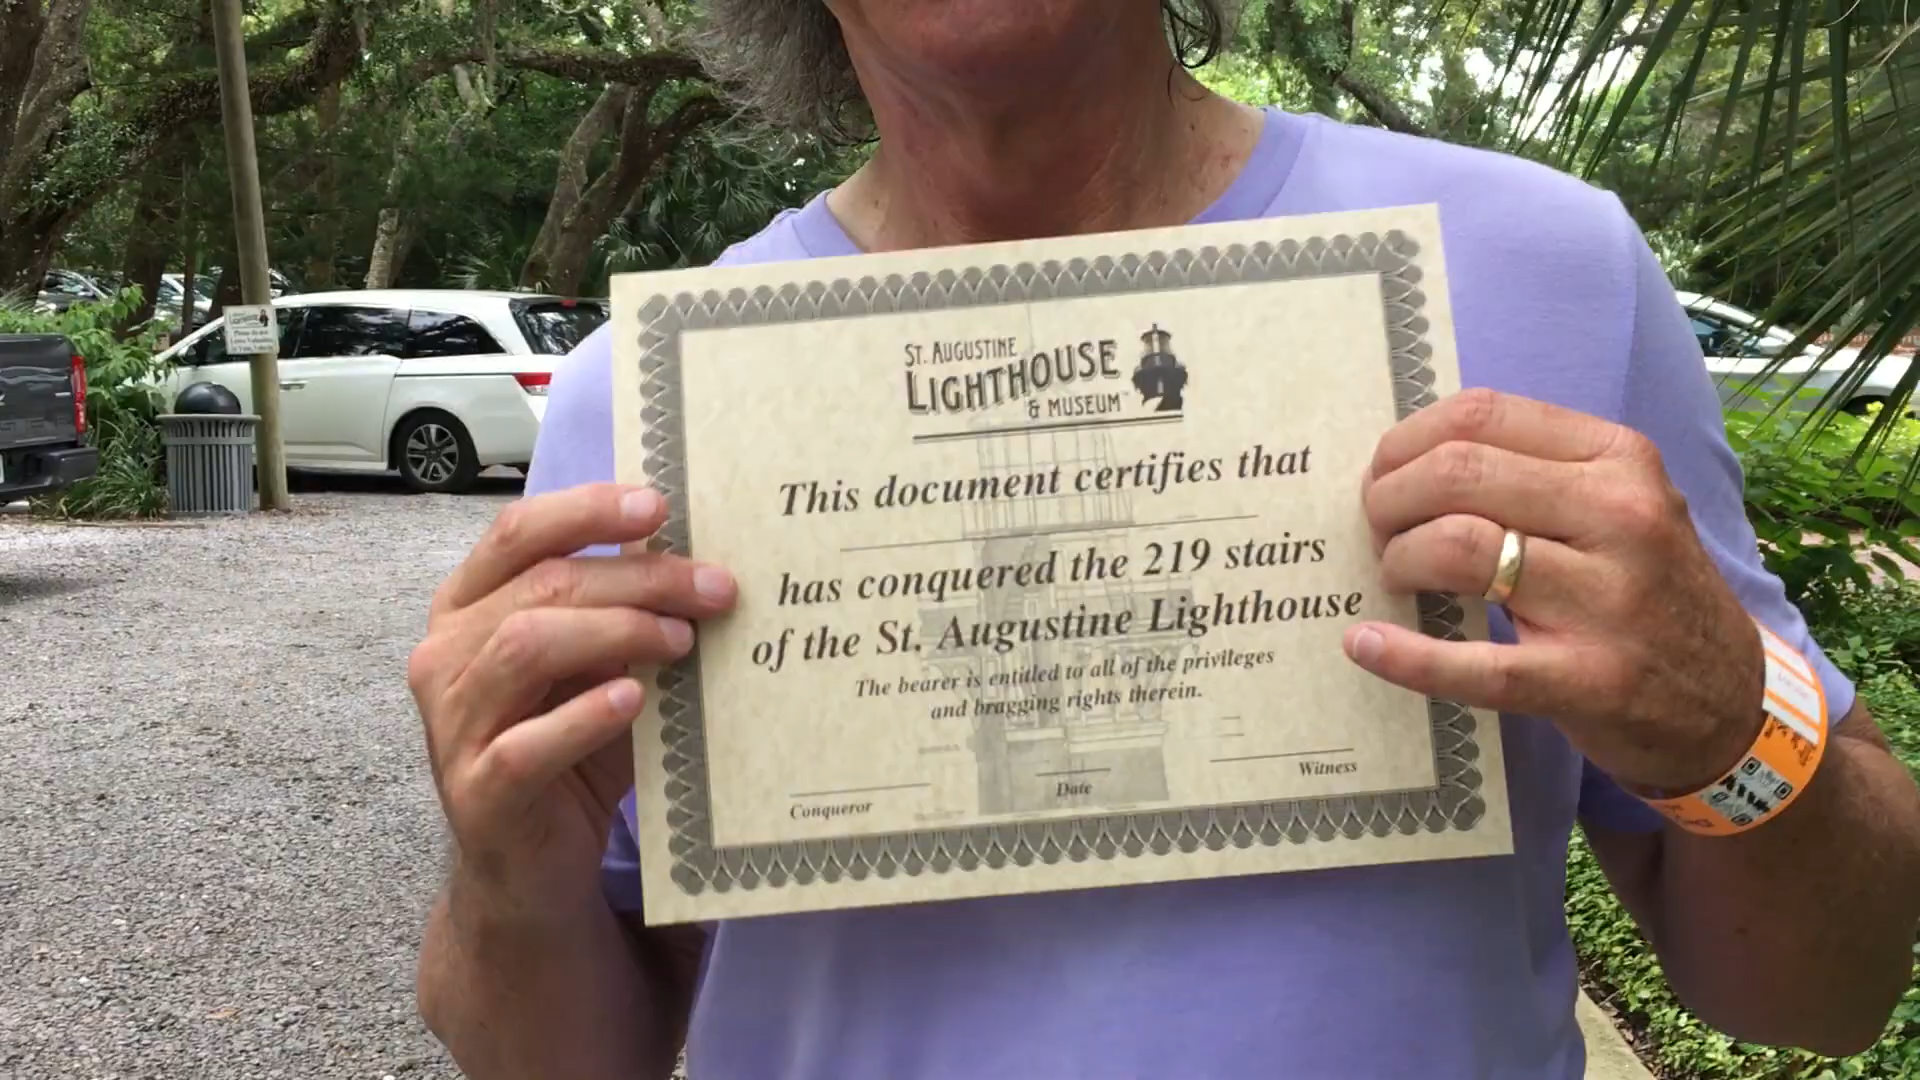 ST. AUGUSTINE
LIGHTHOUSE
& MUSEUM
This document certifies that
has conquered the 219 stairs
of the St. Augustine Lighthouse
The bearer is entitled to all of the privileges
and bragging rights therein.
Conqueror
Date
Witness